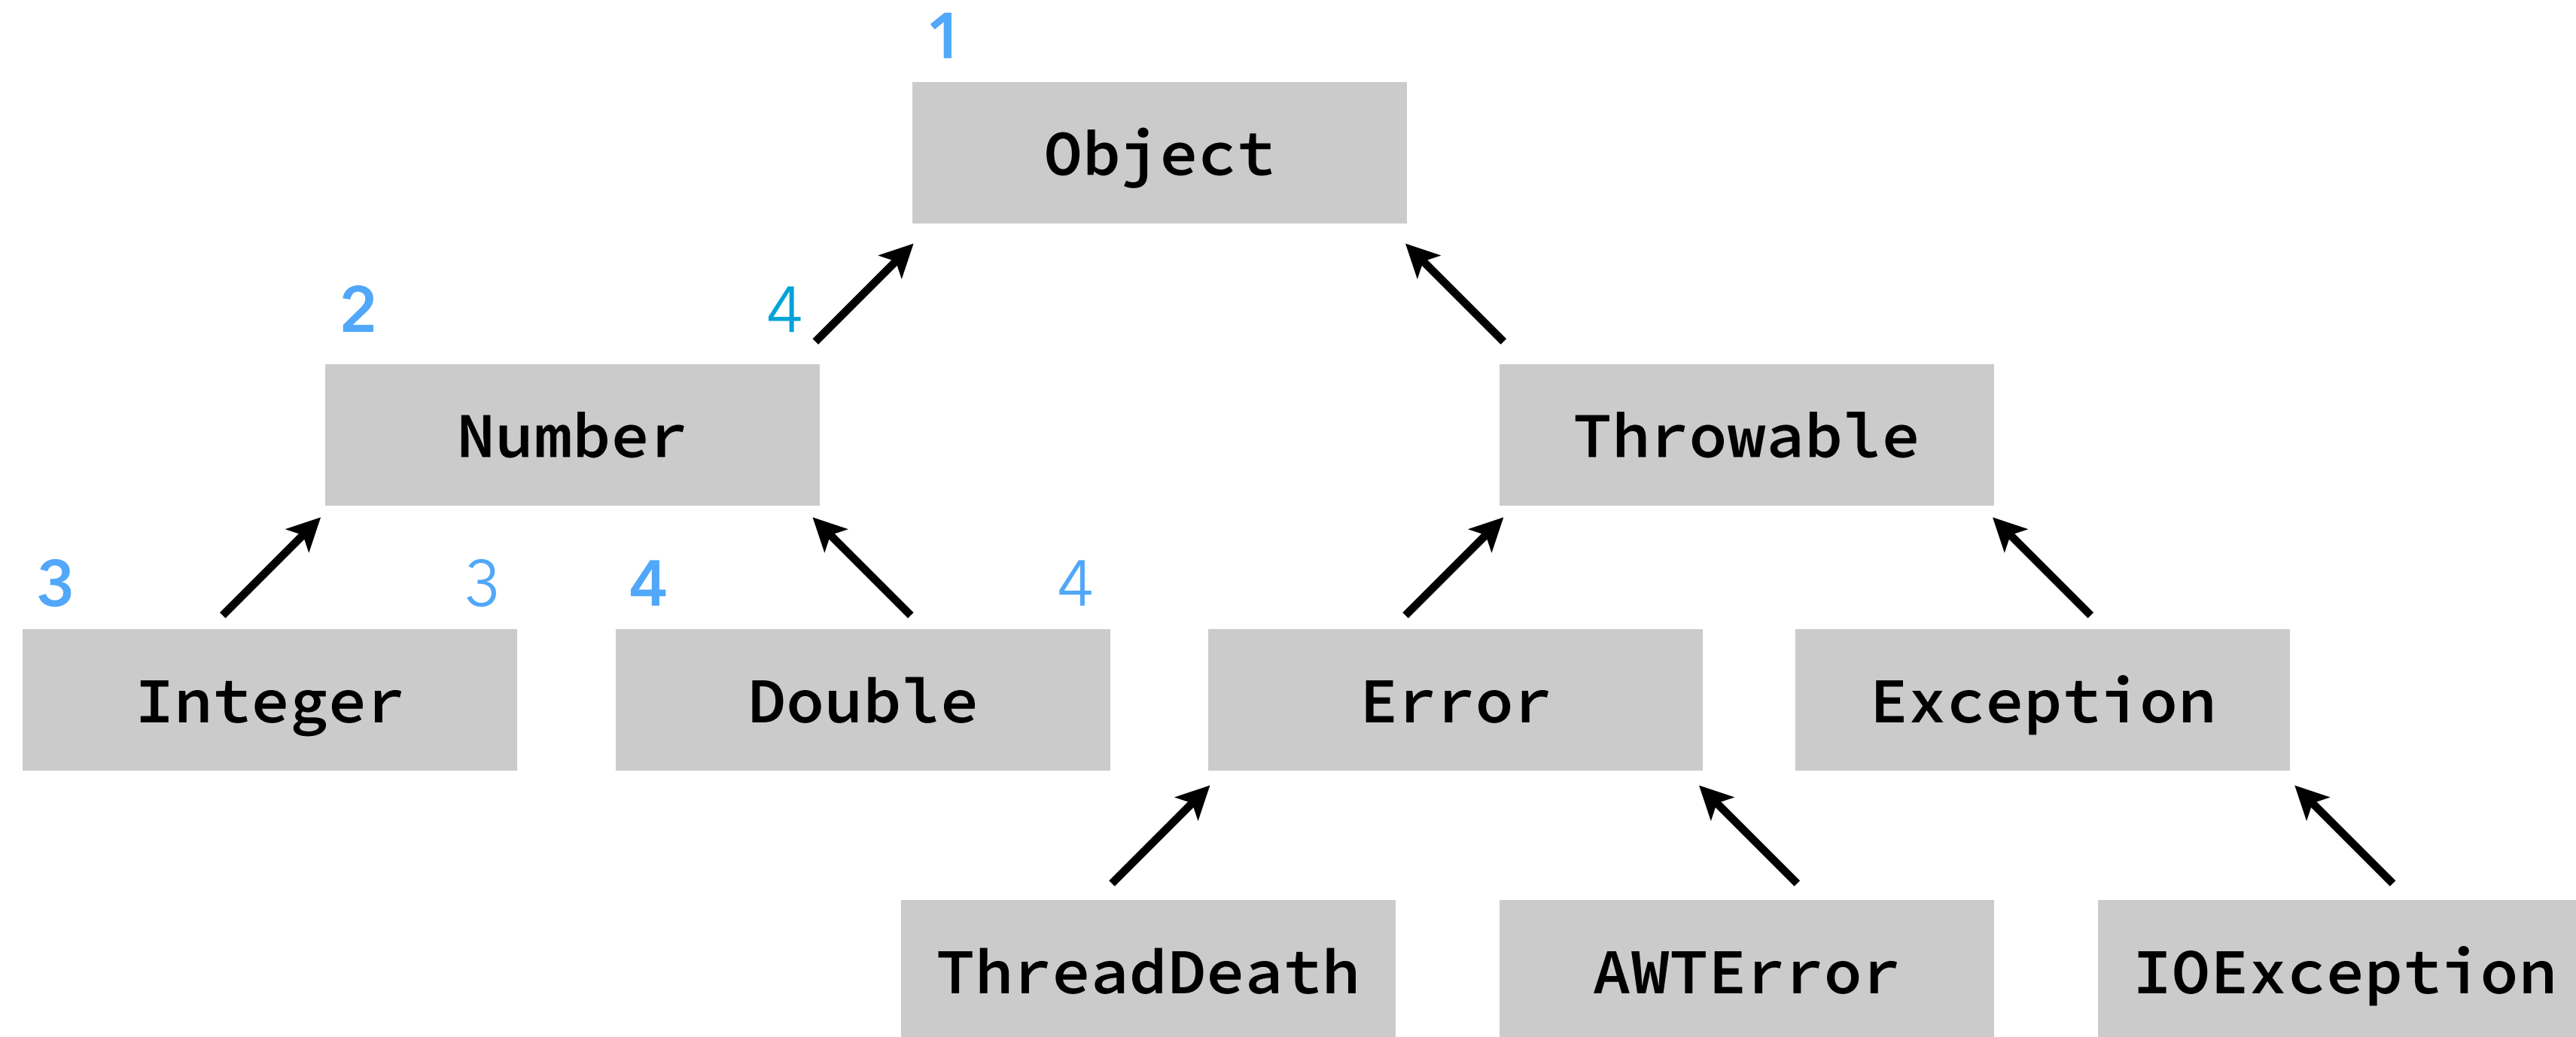 1
Object
2 4
Number Throwable
3 3 4 4
Integer Double Error Exception
ThreadDeath AWTError IOException